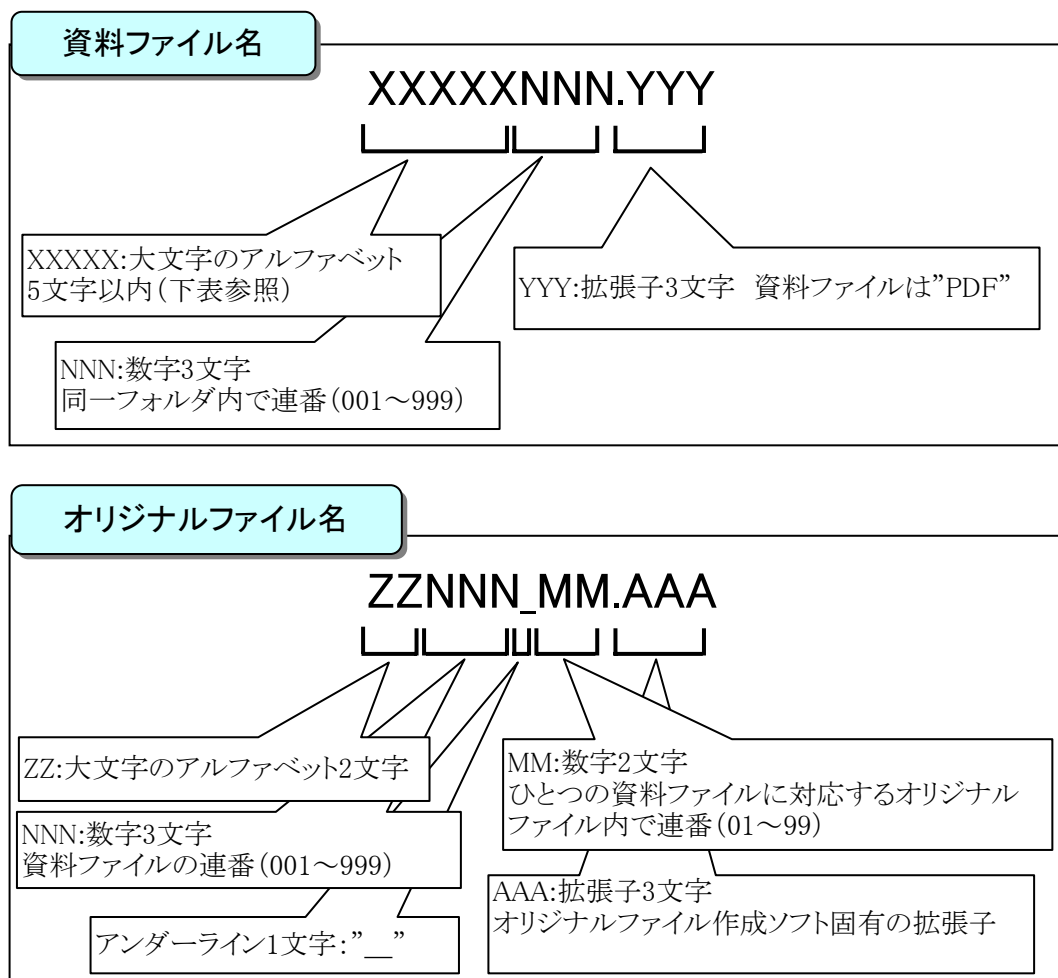 資料ファイル名
XXXXXNNN.YYY
XXXXX:大文字のアルファベット
5文字以内(下表参照)
YYY:拡張子3文字　資料ファイルは”PDF”
NNN:数字3文字
同一フォルダ内で連番(001～999)
オリジナルファイル名
ZZNNN_MM.AAA
ZZ:大文字のアルファベット2文字
MM:数字2文字
ひとつの資料ファイルに対応するオリジナル
ファイル内で連番(01～99)
NNN:数字3文字
資料ファイルの連番(001～999)
AAA:拡張子3文字
オリジナルファイル作成ソフト固有の拡張子
アンダーライン1文字:”＿”